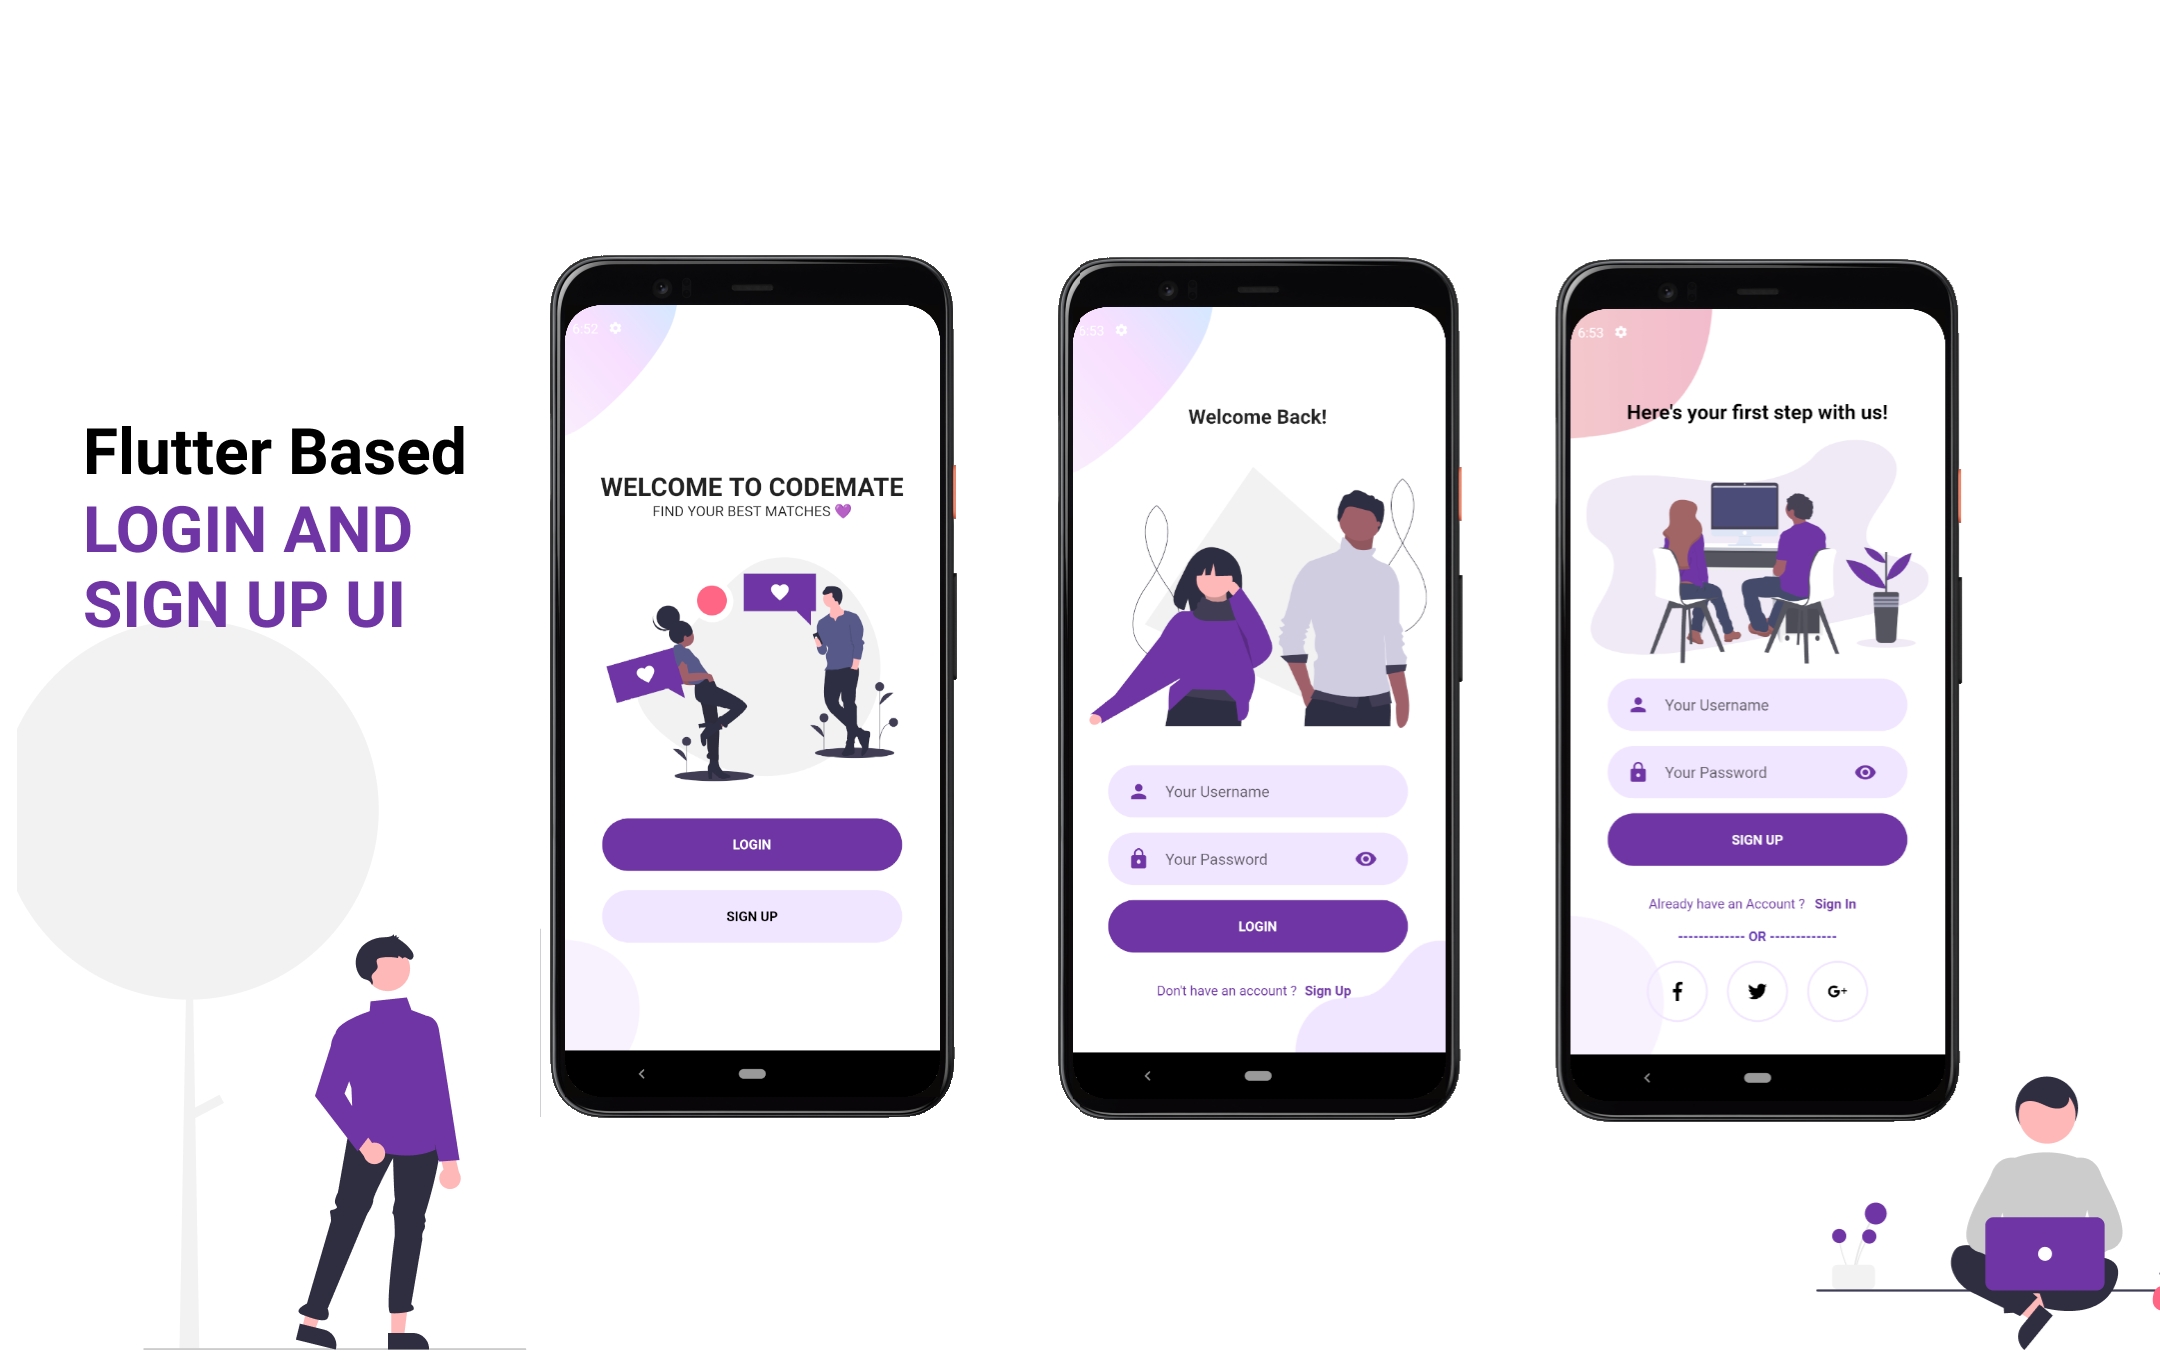 Flutter Based
LOGIN AND
SIGN UP UI
6:52
WELCOME TO CODEMATE
FIND YOUR BEST MATCHES 💜
LOGIN
SIGN UP
6:53
Welcome Back!
Your Username
Your Password
LOGIN
Don't have an account ? Sign Up
6:53
Here's your first step with us!
Your Username
Your Password
SIGN UP
Already have an Account ? Sign In
------------- OR -------------
f
G+